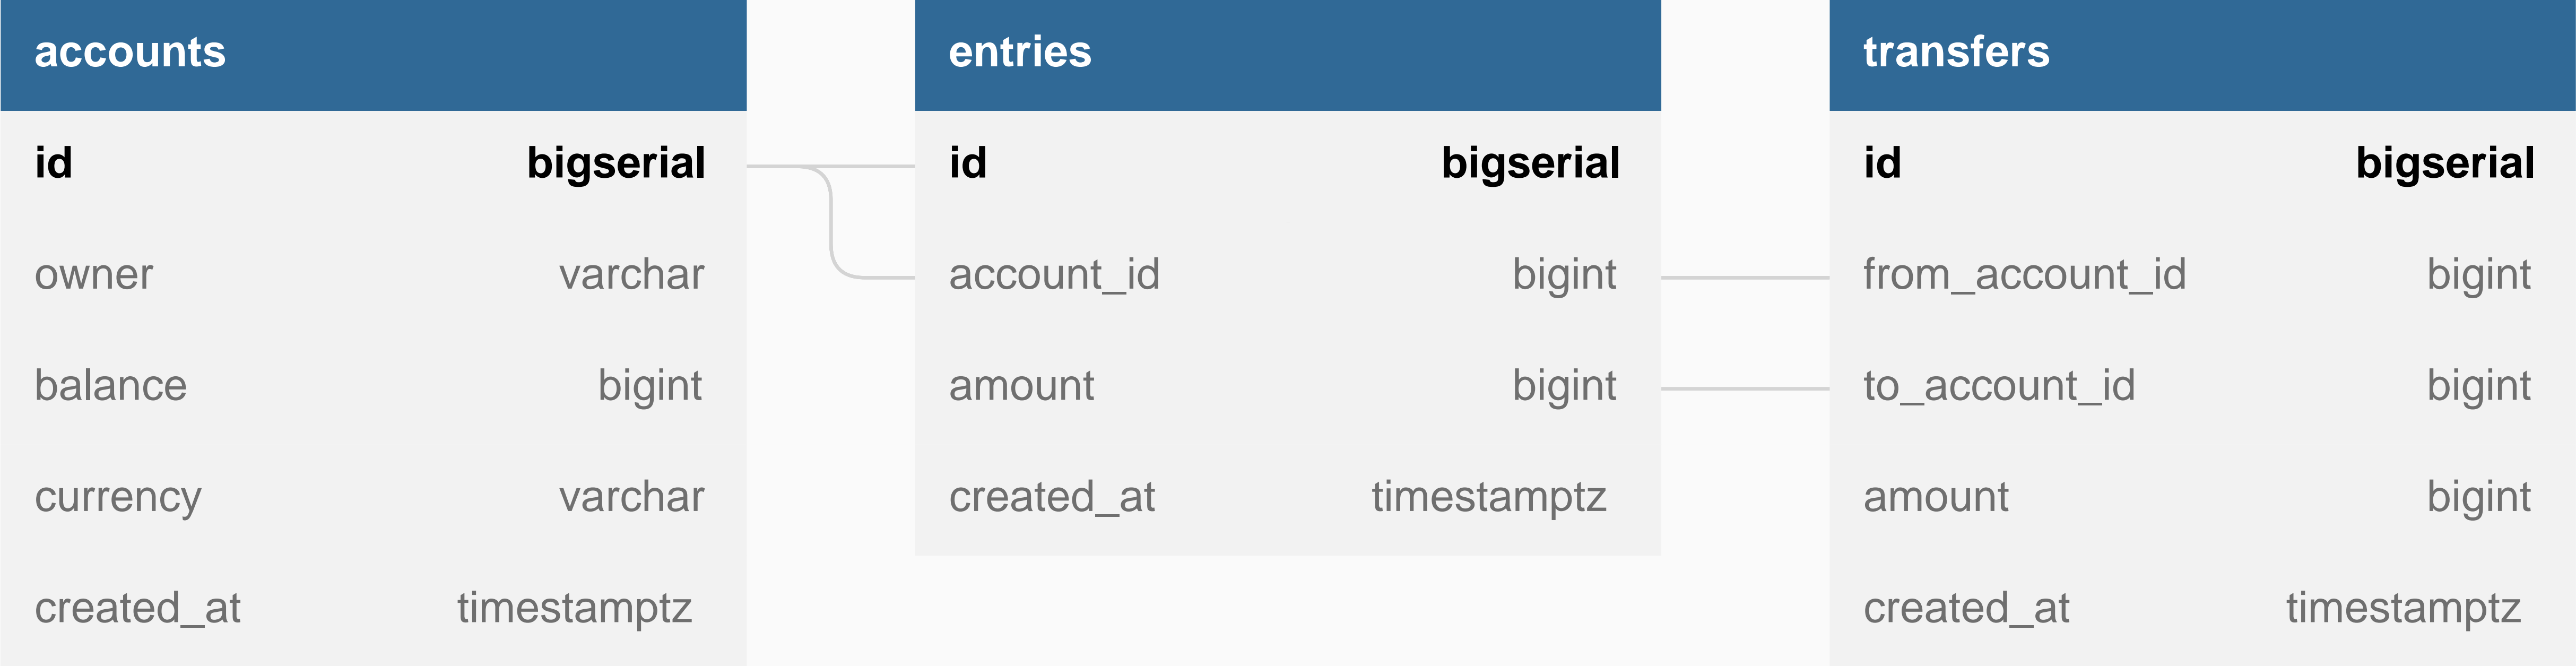 accounts
id bigserial
owner varchar
balance bigint
currency varchar
created_at timestamptz
entries
id bigserial
account_id bigint
amount bigint
created_at timestamptz
transfers
id bigserial
from_account_id bigint
to_account_id bigint
amount bigint
created_at timestamptz